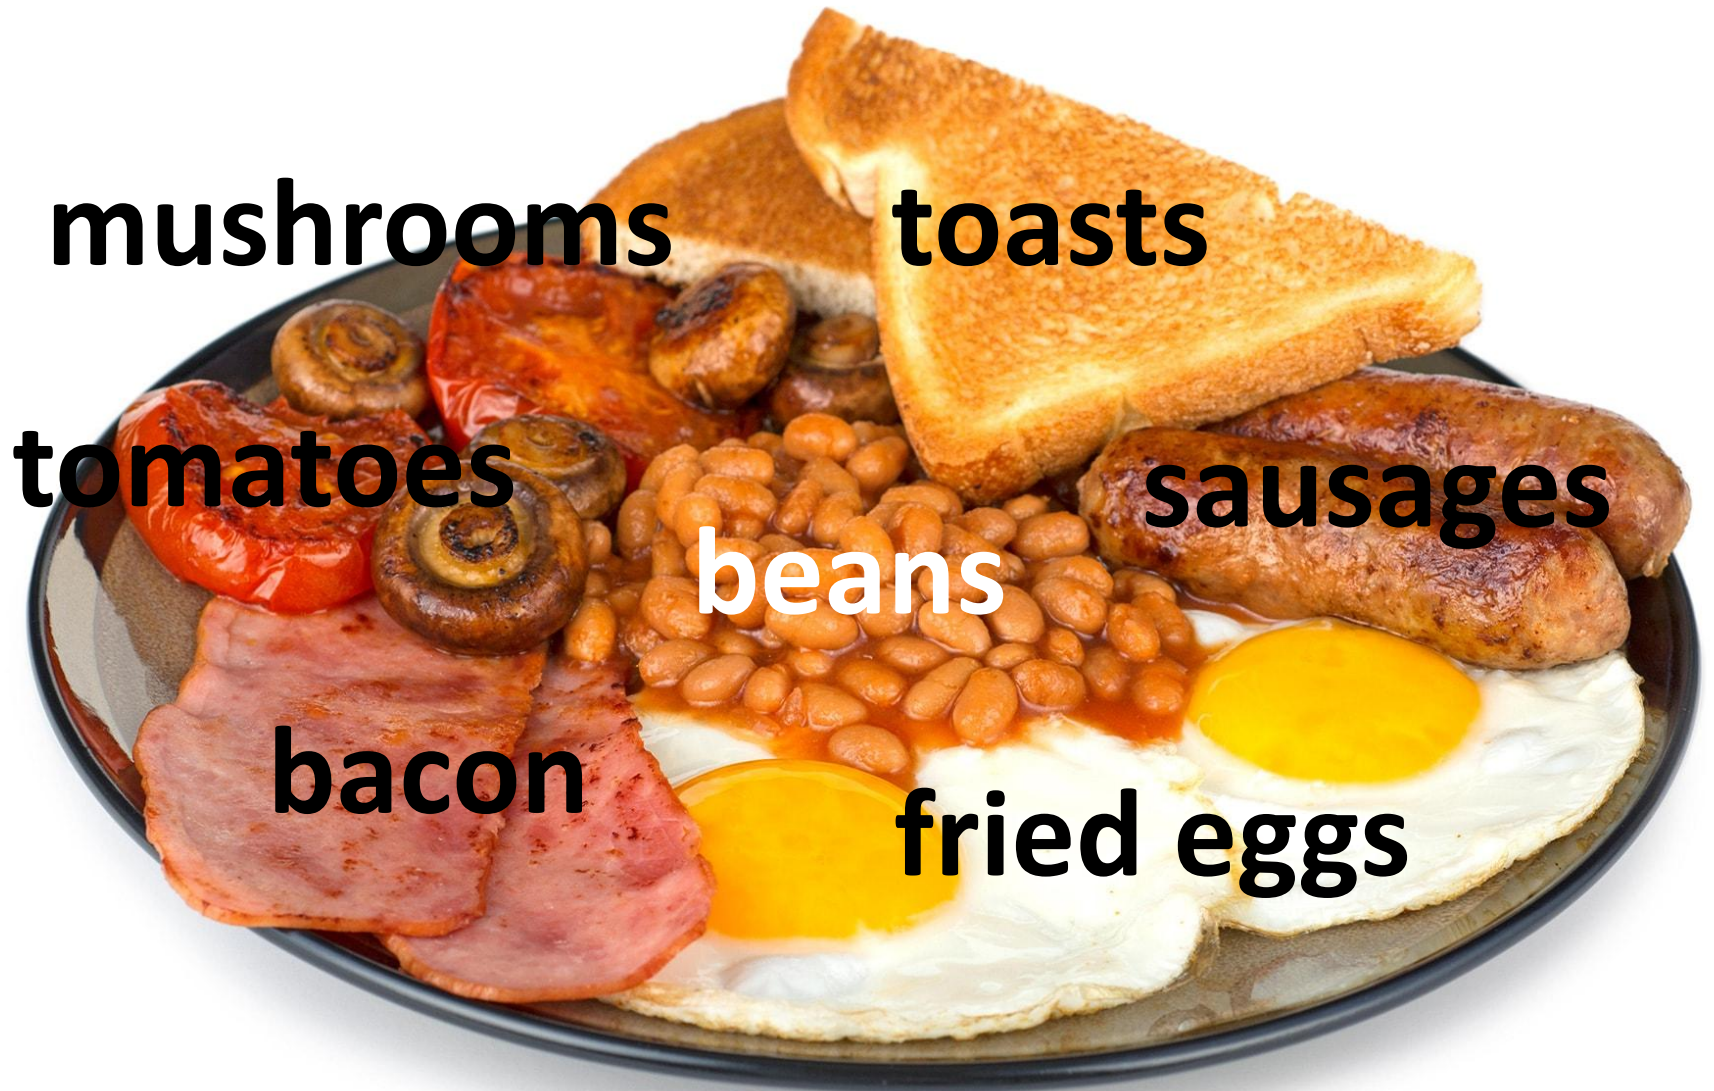 mushrooms
toasts
tomatoes
sausages
beans
bacon
fried eggs